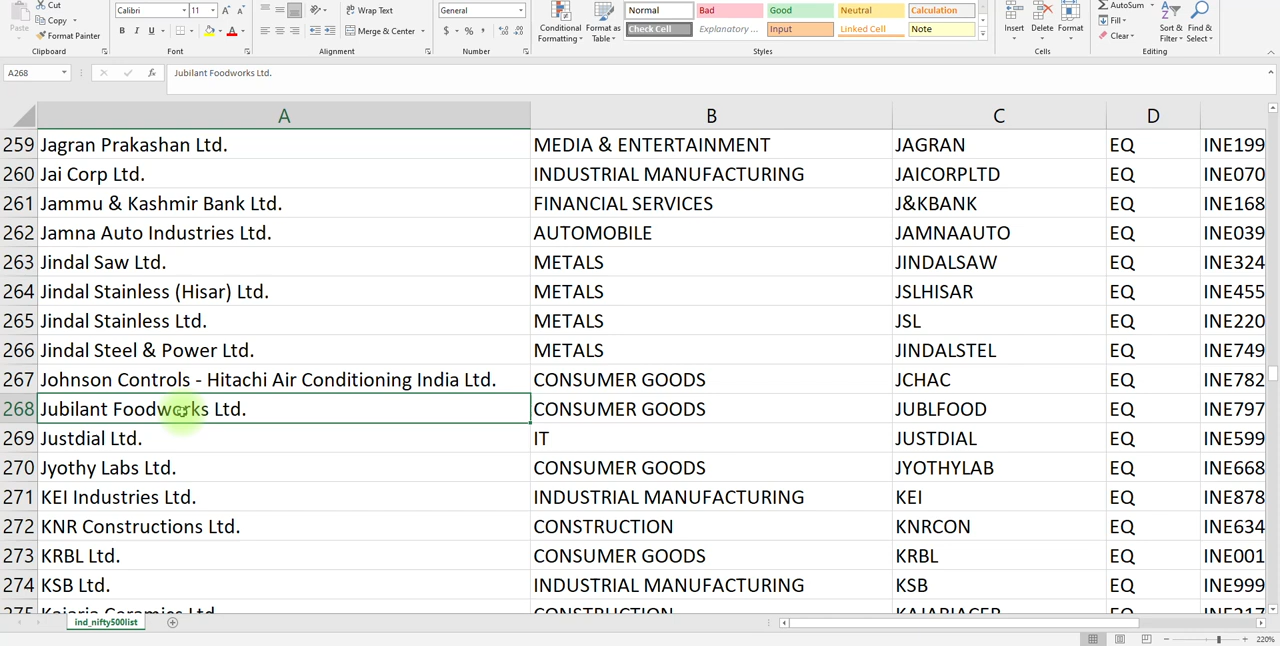 Cut
Copy
Format Painter
Paste
Clipboard
Calibri 11 A A
B I U A
Font
Wrap Text
Merge & Center
Alignment
General
$ % ,
Number
Conditional Formatting
Format as Table
Normal Bad Good Neutral Calculation
Check Cell Explanatory ... Input Linked Cell Note
Styles
Insert Delete Format
Cells
AutoSum
Fill
Clear
Sort & Filter
Find & Select
Editing
A268 fx Jubilant Foodworks Ltd.
A B C D
259 Jagran Prakashan Ltd. MEDIA & ENTERTAINMENT JAGRAN EQ INE199
260 Jai Corp Ltd. INDUSTRIAL MANUFACTURING JAICORPLTD EQ INE070
261 Jammu & Kashmir Bank Ltd. FINANCIAL SERVICES J&KBANK EQ INE168
262 Jamna Auto Industries Ltd. AUTOMOBILE JAMNAAUTO EQ INE039
263 Jindal Saw Ltd. METALS JINDALSAW EQ INE324
264 Jindal Stainless (Hisar) Ltd. METALS JSLHISAR EQ INE455
265 Jindal Stainless Ltd. METALS JSL EQ INE220
266 Jindal Steel & Power Ltd. METALS JINDALSTEL EQ INE749
267 Johnson Controls - Hitachi Air Conditioning India Ltd. CONSUMER GOODS JCHAC EQ INE782
268 Jubilant Foodworks Ltd. CONSUMER GOODS JUBLFOOD EQ INE797
269 Justdial Ltd. IT JUSTDIAL EQ INE599
270 Jyothy Labs Ltd. CONSUMER GOODS JYOTHYLAB EQ INE668
271 KEI Industries Ltd. INDUSTRIAL MANUFACTURING KEI EQ INE878
272 KNR Constructions Ltd. CONSTRUCTION KNRCON EQ INE634
273 KRBL Ltd. CONSUMER GOODS KRBL EQ INE001
274 KSB Ltd. INDUSTRIAL MANUFACTURING KSB EQ INE999
275 Kajaria Ceramics Ltd. CONSTRUCTION KAJARIACER EQ INE217
ind_nifty500list
220%